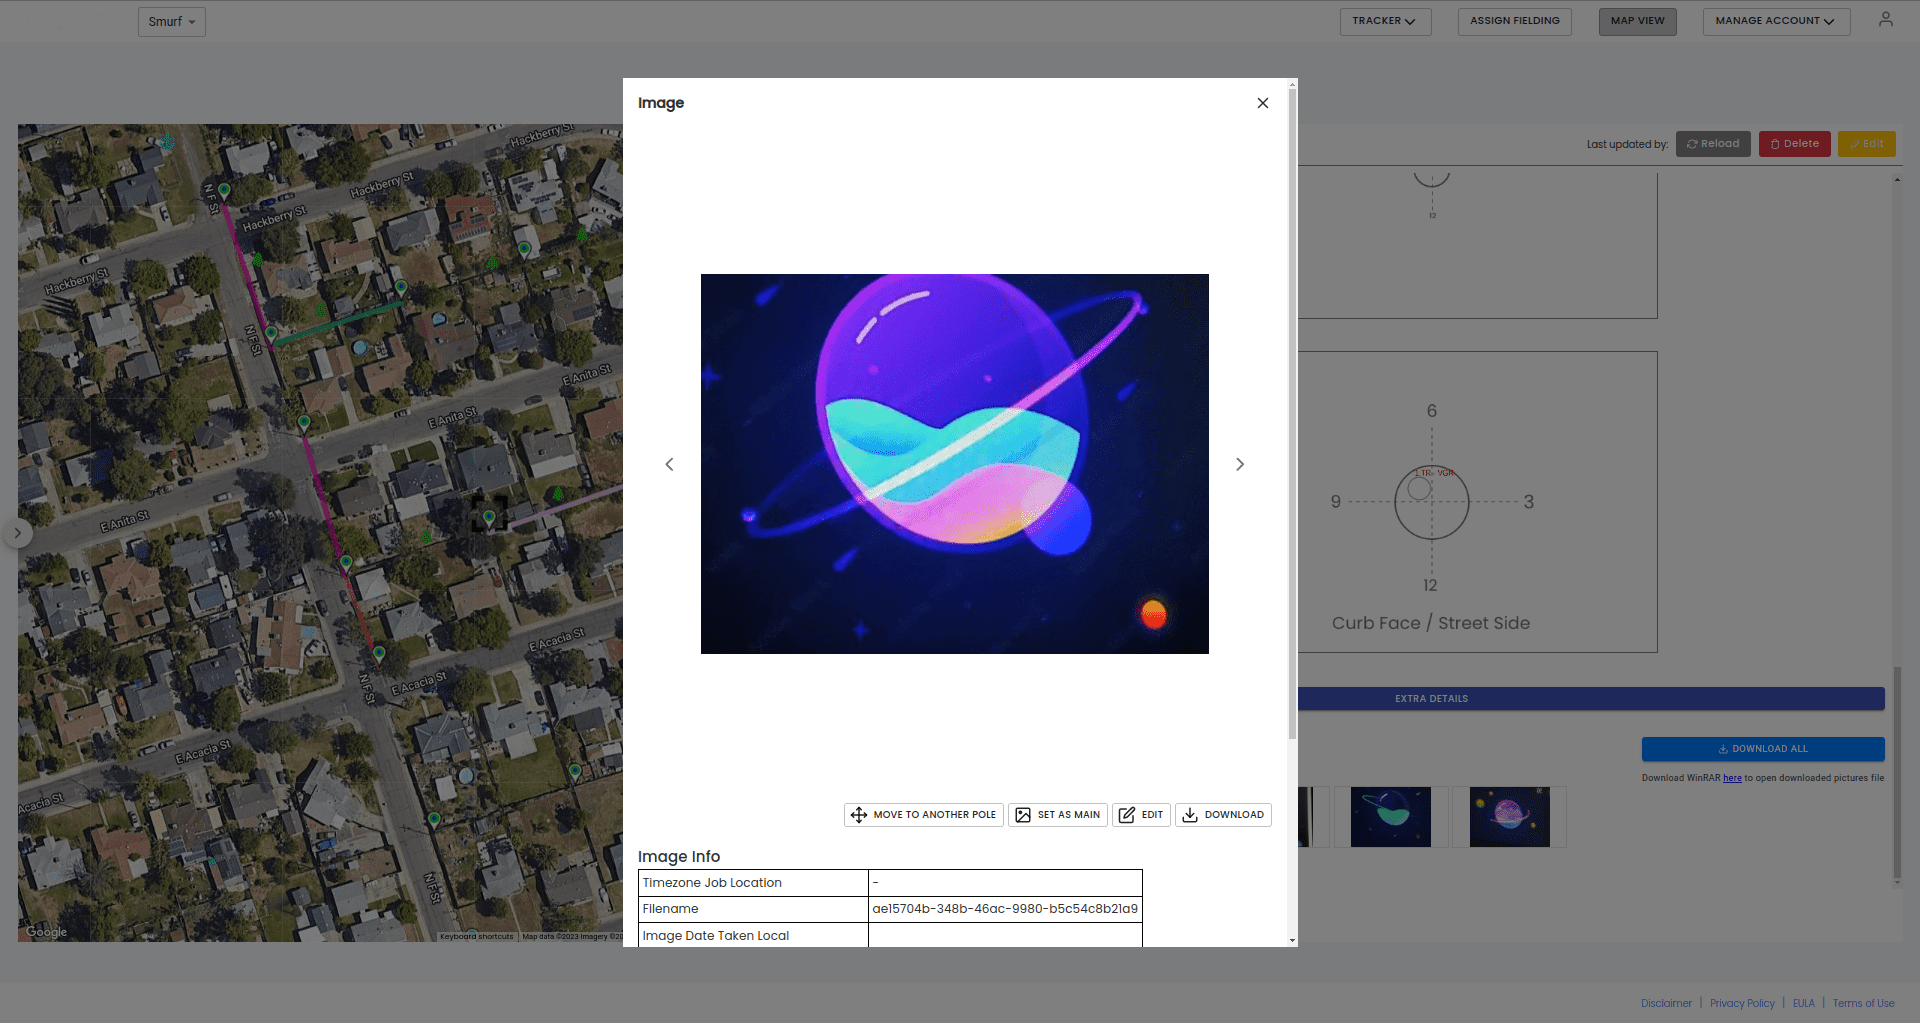 Smurf
TRACKER
ASSIGN FIELDING
MAP VIEW
MANAGE ACCOUNT
Image
Last updated by:
Reload
Delete
Edit
Hackberry St
Hackberry St
Hackberry St
Hackberry St
N F St
N F St
E Anita St
E Anita St
E Anita St
E Acacia St
E Acacia St
E Acacia St
Acacia St
N F St
N F St
Google
Keyboard shortcuts
Map data ©2023 Imagery ©20
12
6
1 TR- VGR
9
3
12
Curb Face / Street Side
EXTRA DETAILS
DOWNLOAD ALL
Download WinRAR here to open downloaded pictures file
MOVE TO ANOTHER POLE
SET AS MAIN
EDIT
DOWNLOAD
Image Info
Timezone Job Location -
Filename ae15704b-348b-46ac-9980-b5c54c8b21a9
Image Date Taken Local
Disclaimer | Privacy Policy | EULA | Terms of Use